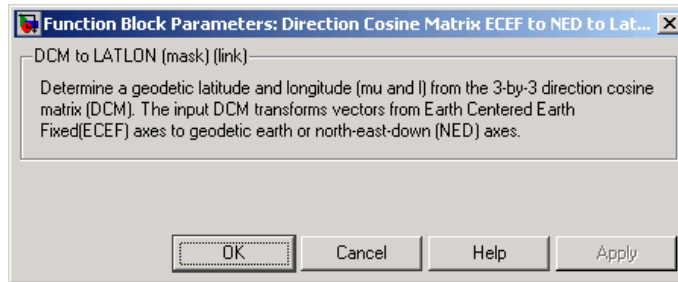 Function Block Parameters: Direction Cosine Matrix ECEF to NED to Lat...
DCM to LATLON (mask) (link)
Determine a geodetic latitude and longitude (mu and l) from the 3-by-3 direction cosine
matrix (DCM). The input DCM transforms vectors from Earth Centered Earth
Fixed(ECEF) axes to geodetic earth or north-east-down (NED) axes.
OK Cancel Help Apply